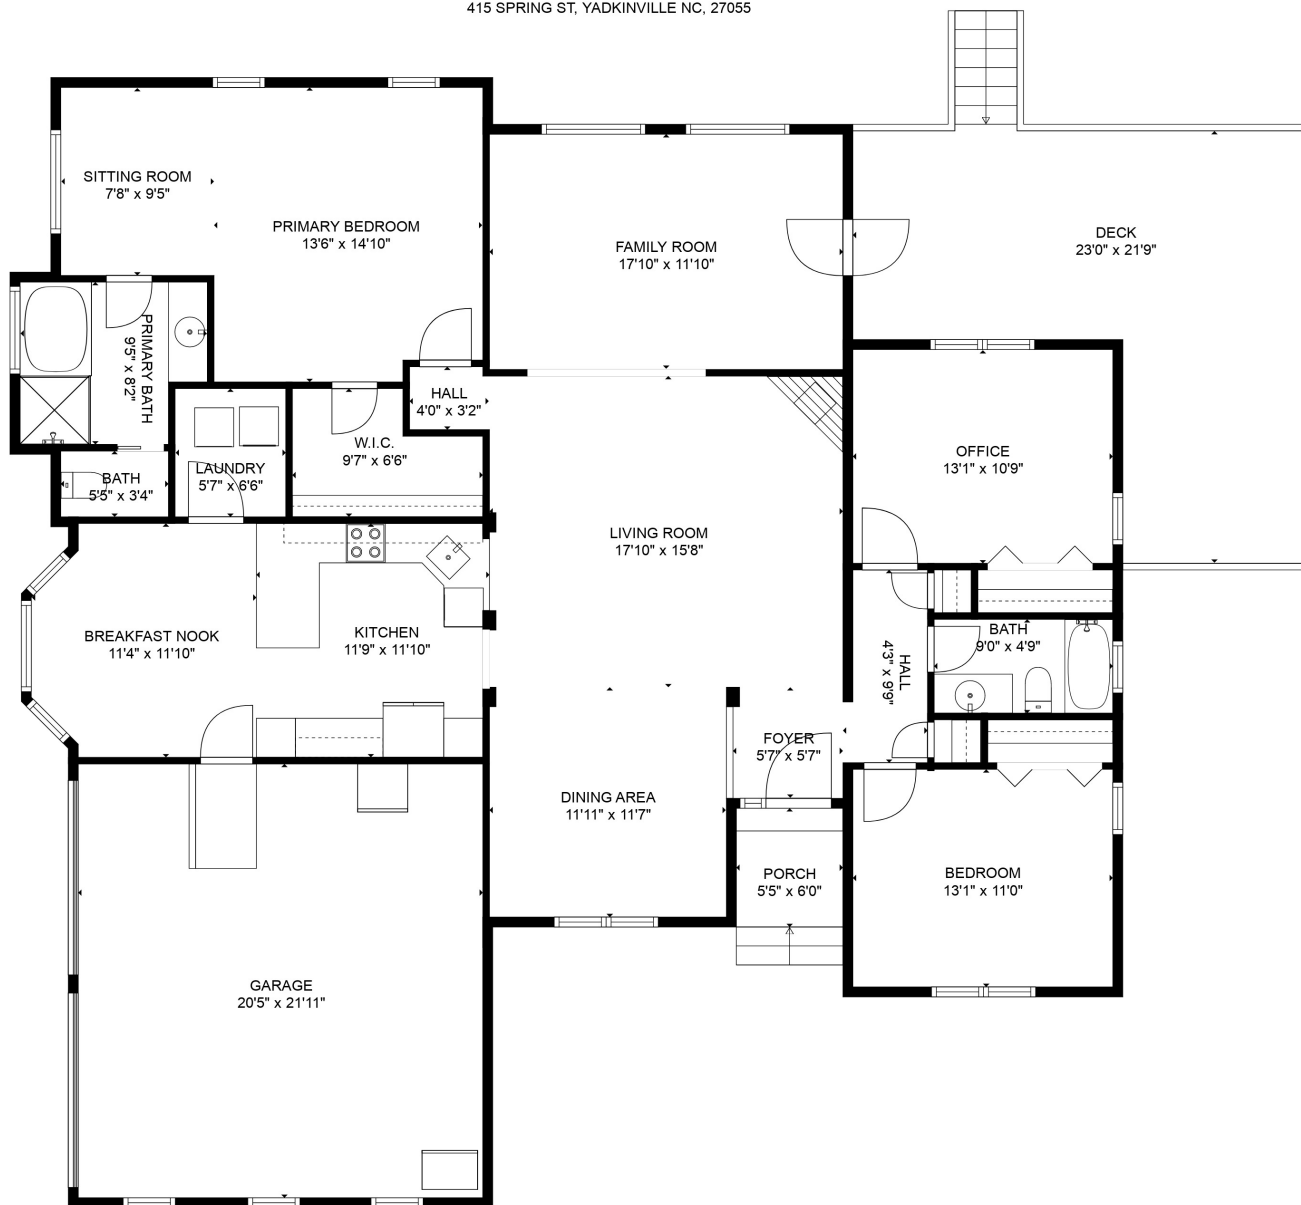 415 SPRING ST, YADKINVILLE NC, 27055
SITTING ROOM
7'8" x 9'5"
PRIMARY BEDROOM
13'6" x 14'10"
FAMILY ROOM
17'10" x 11'10"
DECK
23'0" x 21'9"
PRIMARY BATH
9'5" x 8'2"
HALL
4'0" x 3'2"
W.I.C.
9'7" x 6'6"
LAUNDRY
5'7" x 6'6"
BATH
5'5" x 3'4"
OFFICE
13'1" x 10'9"
LIVING ROOM
17'10" x 15'8"
BREAKFAST NOOK
11'4" x 11'10"
KITCHEN
11'9" x 11'10"
HALL
4'3" x 9'9"
BATH
9'0" x 4'9"
FOYER
5'7" x 5'7"
DINING AREA
11'11" x 11'7"
PORCH
5'5" x 6'0"
BEDROOM
13'1" x 11'0"
GARAGE
20'5" x 21'11"